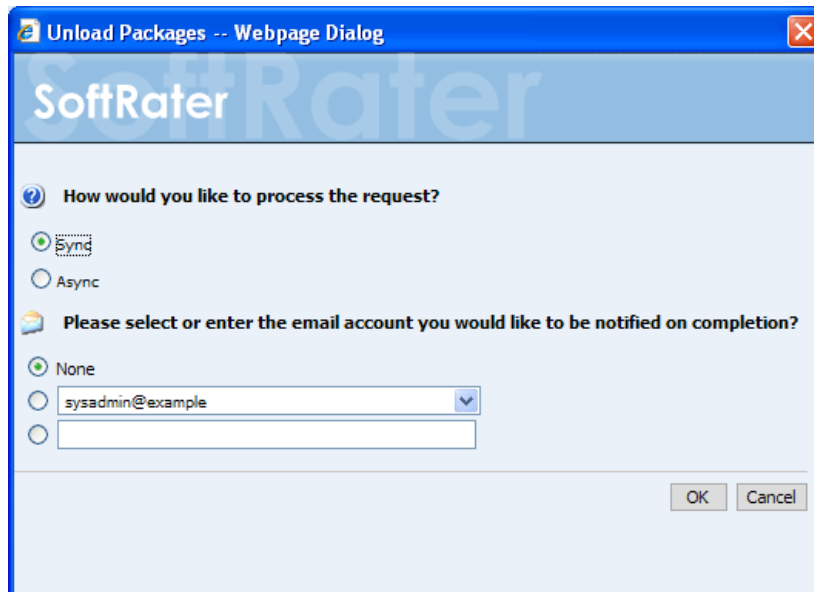 Unload Packages -- Webpage Dialog
SoftRater
SoftRater
How would you like to process the request?
Sync
Async
Please select or enter the email account you would like to be notified on completion?
None
sysadmin@example
OK Cancel